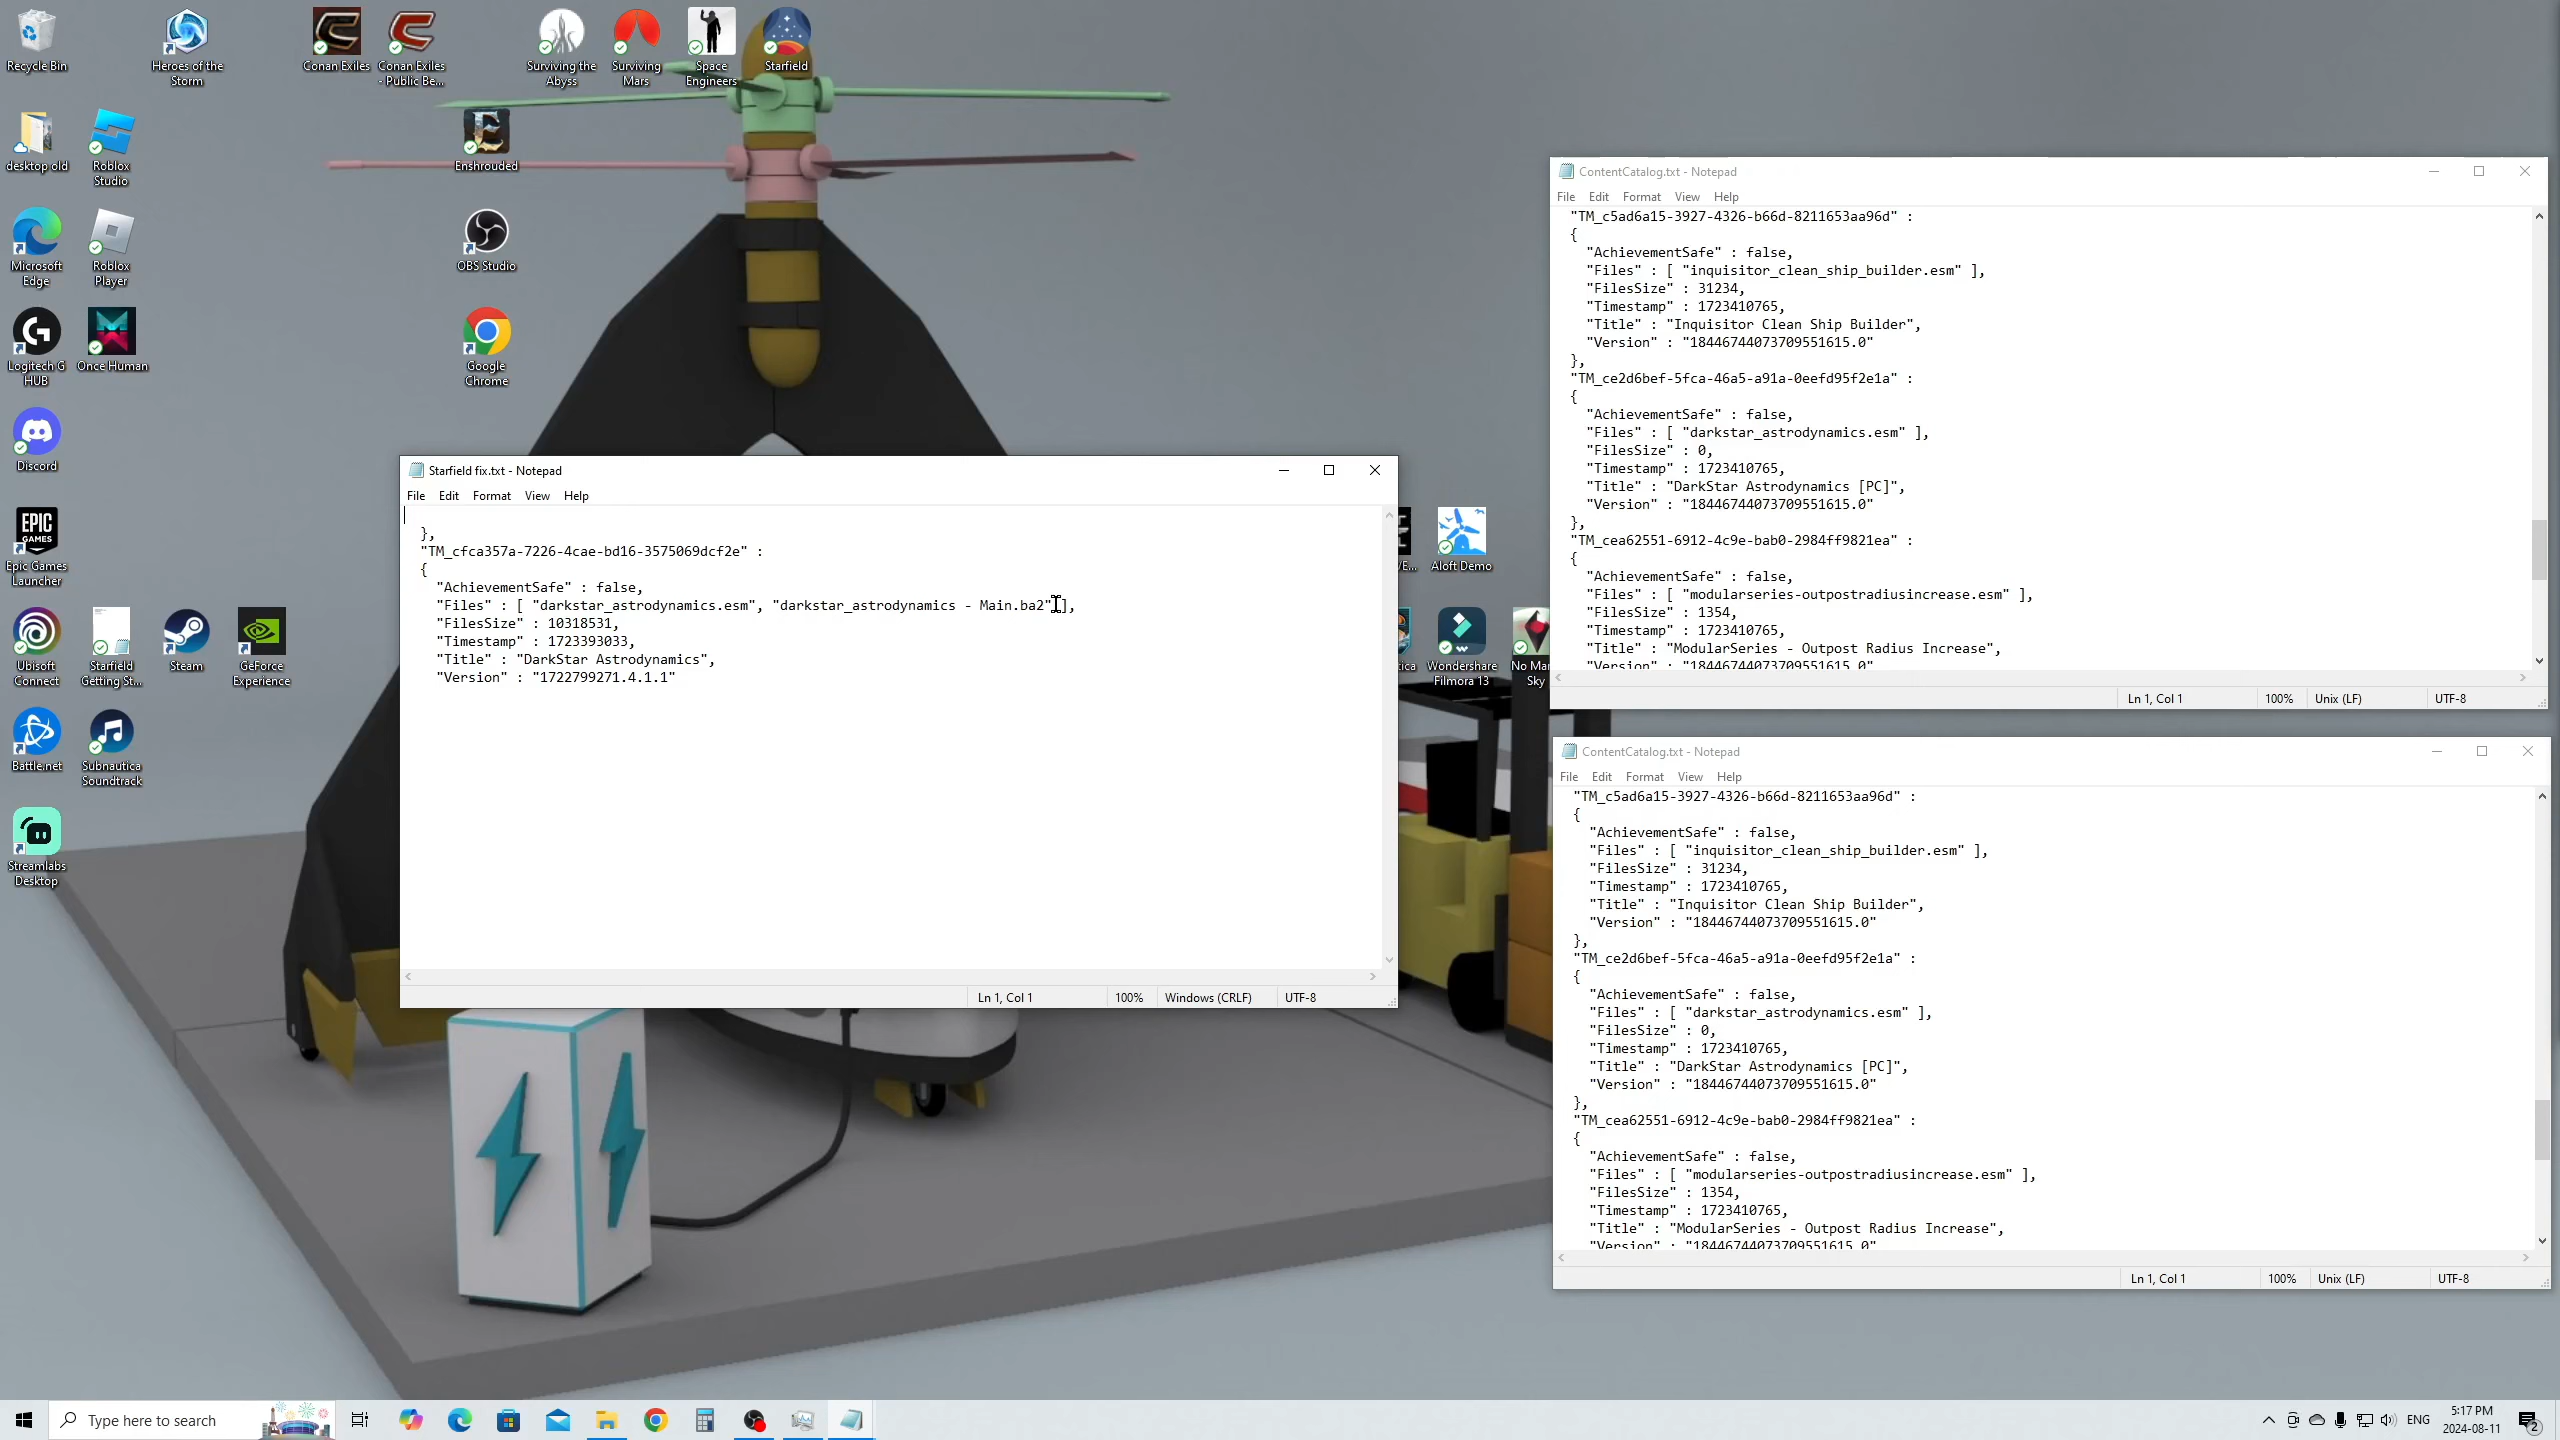 Recycle Bin
Heroes of the
Storm
Conan Exiles
Conan Exiles
- Public Be...
Surviving the
Abyss
Surviving
Mars
Space
Engineers
Starfield
desktop old
Roblox
Studio
Enshrouded
Microsoft
Edge
Roblox
Player
OBS Studio
Logitech G
HUB
Once Human
Google
Chrome
Discord
EPIC
GAMES
Epic Games
Launcher
Aloft Demo
Ubisoft
Connect
Starfield
Getting St...
Steam
GeForce
Experience
Wondershare
Filmora 13
No Man
Sky
Battle.net
Subnautica
Soundtrack
Streamlabs
Desktop
Starfield fix.txt - Notepad
File Edit Format View Help
},
"TM_cfca357a-7226-4cae-bd16-3575069dcf2e" :
{
"AchievementSafe" : false,
"Files" : [ "darkstar_astrodynamics.esm", "darkstar_astrodynamics - Main.ba2" ],
"FilesSize" : 10318531,
"Timestamp" : 1723393033,
"Title" : "DarkStar Astrodynamics",
"Version" : "1722799271.4.1.1"
Ln 1, Col 1 100% Windows (CRLF) UTF-8
ContentCatalog.txt - Notepad
File Edit Format View Help
"TM_c5ad6a15-3927-4326-b66d-8211653aa96d" :
{
"AchievementSafe" : false,
"Files" : [ "inquisitor_clean_ship_builder.esm" ],
"FilesSize" : 31234,
"Timestamp" : 1723410765,
"Title" : "Inquisitor Clean Ship Builder",
"Version" : "18446744073709551615.0"
},
"TM_ce2d6bef-5fca-46a5-a91a-0eefd95f2e1a" :
{
"AchievementSafe" : false,
"Files" : [ "darkstar_astrodynamics.esm" ],
"FilesSize" : 0,
"Timestamp" : 1723410765,
"Title" : "DarkStar Astrodynamics [PC]",
"Version" : "18446744073709551615.0"
},
"TM_cea62551-6912-4c9e-bab0-2984ff9821ea" :
{
"AchievementSafe" : false,
"Files" : [ "modularseries-outpostradiusincrease.esm" ],
"FilesSize" : 1354,
"Timestamp" : 1723410765,
"Title" : "ModularSeries - Outpost Radius Increase",
"Version" : "18446744073709551615.0"
Ln 1, Col 1 100% Unix (LF) UTF-8
ContentCatalog.txt - Notepad
File Edit Format View Help
"TM_c5ad6a15-3927-4326-b66d-8211653aa96d" :
{
"AchievementSafe" : false,
"Files" : [ "inquisitor_clean_ship_builder.esm" ],
"FilesSize" : 31234,
"Timestamp" : 1723410765,
"Title" : "Inquisitor Clean Ship Builder",
"Version" : "18446744073709551615.0"
},
"TM_ce2d6bef-5fca-46a5-a91a-0eefd95f2e1a" :
{
"AchievementSafe" : false,
"Files" : [ "darkstar_astrodynamics.esm" ],
"FilesSize" : 0,
"Timestamp" : 1723410765,
"Title" : "DarkStar Astrodynamics [PC]",
"Version" : "18446744073709551615.0"
},
"TM_cea62551-6912-4c9e-bab0-2984ff9821ea" :
{
"AchievementSafe" : false,
"Files" : [ "modularseries-outpostradiusincrease.esm" ],
"FilesSize" : 1354,
"Timestamp" : 1723410765,
"Title" : "ModularSeries - Outpost Radius Increase",
"Version" : "18446744073709551615.0"
Ln 1, Col 1 100% Unix (LF) UTF-8
Type here to search
ENG
5:17 PM
2024-08-11
2